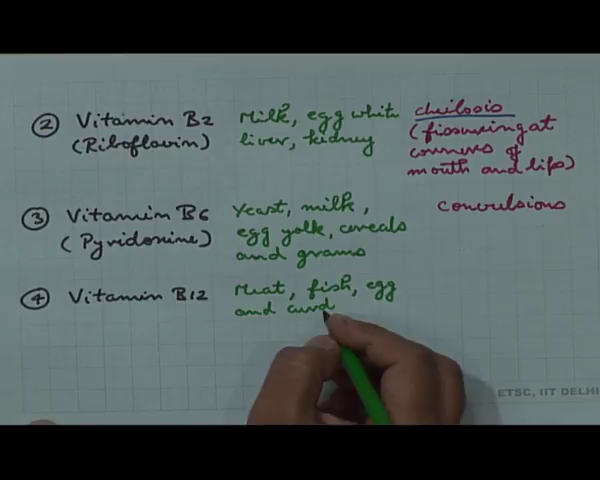 ② Vitamin B2 Milk, egg white cheilosis
(Riboflavin) liver, kidney (fissuring at
corners of
mouth and lips)
③ Vitamin B6 Yeast, milk, convulsions
(Pyridoxine) egg yolk, cereals
and grams
④ Vitamin B12 Meat, fish, egg
and curd
ETSC, IIT DELHI